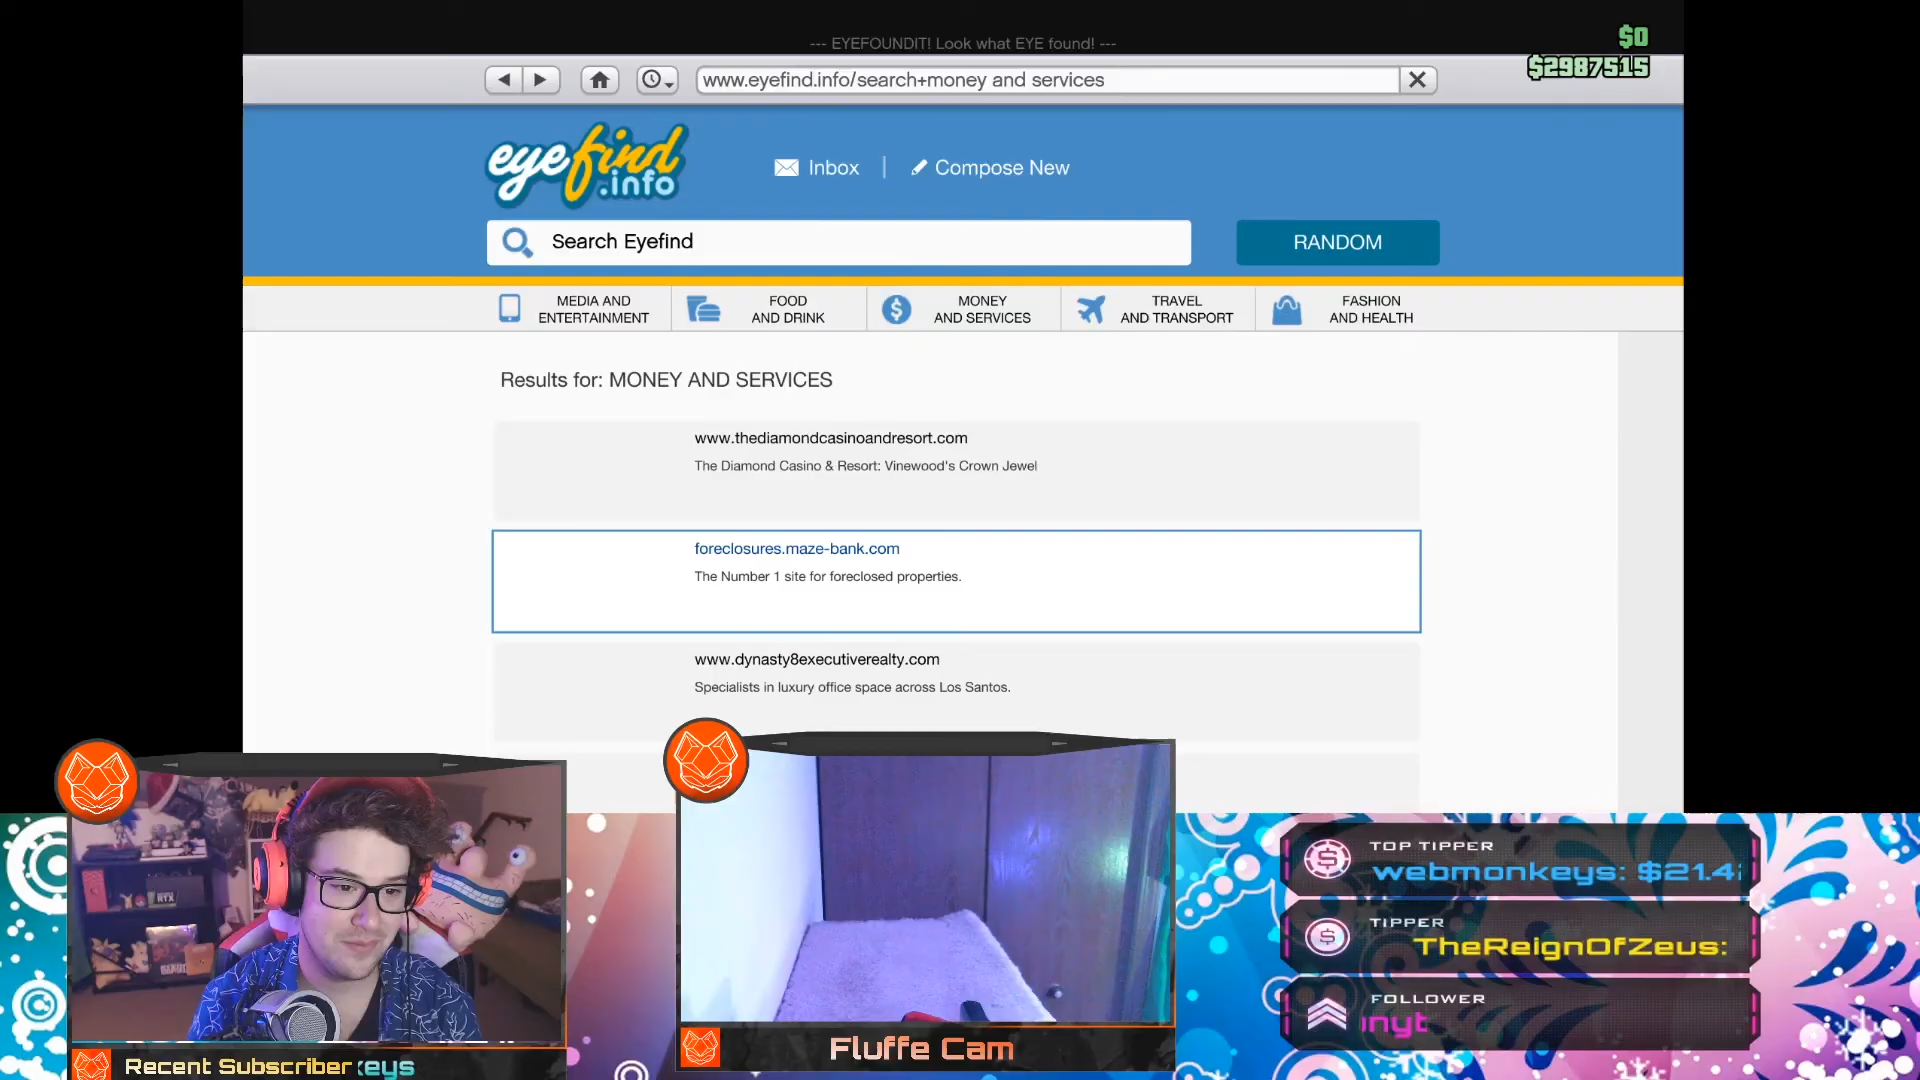 --- EYEFOUNDIT! Look what EYE found! ---
$0
$2987515
www.eyefind.info/search+money and services
eyefind.info
Inbox
Compose New
Search Eyefind
RANDOM
MEDIA AND
ENTERTAINMENT
FOOD
AND DRINK
MONEY
AND SERVICES
TRAVEL
AND TRANSPORT
FASHION
AND HEALTH
Results for: MONEY AND SERVICES
www.thediamondcasinoandresort.com
The Diamond Casino & Resort: Vinewood's Crown Jewel
foreclosures.maze-bank.com
The Number 1 site for foreclosed properties.
www.dynasty8executiverealty.com
Specialists in luxury office space across Los Santos.
RTX
Recent Subscriber keys
Fluffe Cam
TOP TIPPER
webmonkeys: $21.4
TIPPER
TheReignOfZeus:
FOLLOWER
nyt